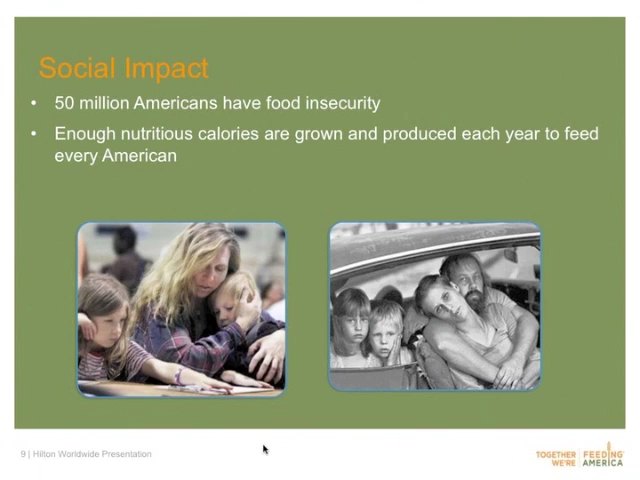 Social Impact
• 50 million Americans have food insecurity
• Enough nutritious calories are grown and produced each year to feed
every American
9 | Hilton Worldwide Presentation
TOGETHER
WE'RE
FEEDING
AMERICA